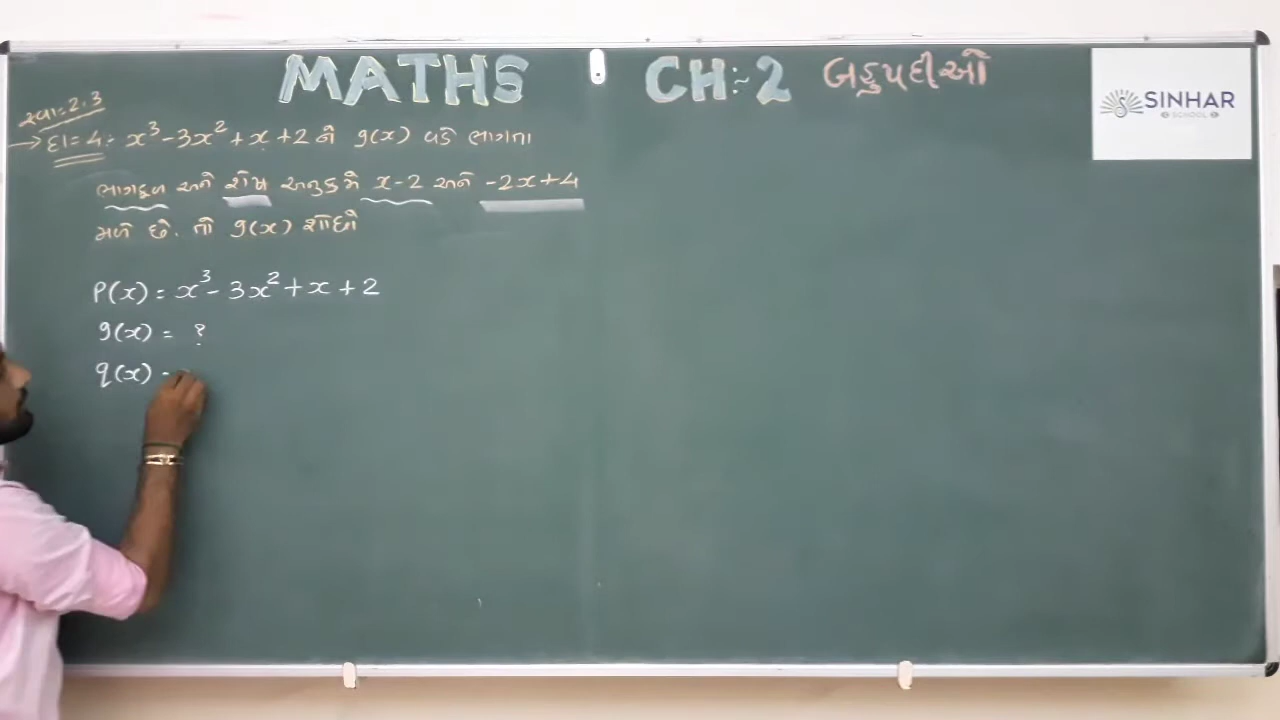 MATHS CH:-2 બહુપદીઓ
SINHAR
SCHOOL
સ્વા:2.3
→ દા=4:- x³-3x²+x+2 ને g(x) વડે ભાગતા
ભાગફળ અને શેષ અનુક્રમે x-2 અને -2x+4
મળે છે. તો g(x) શોધો
P(x) = x³-3x²+x+2
g(x) = ?
q(x) =